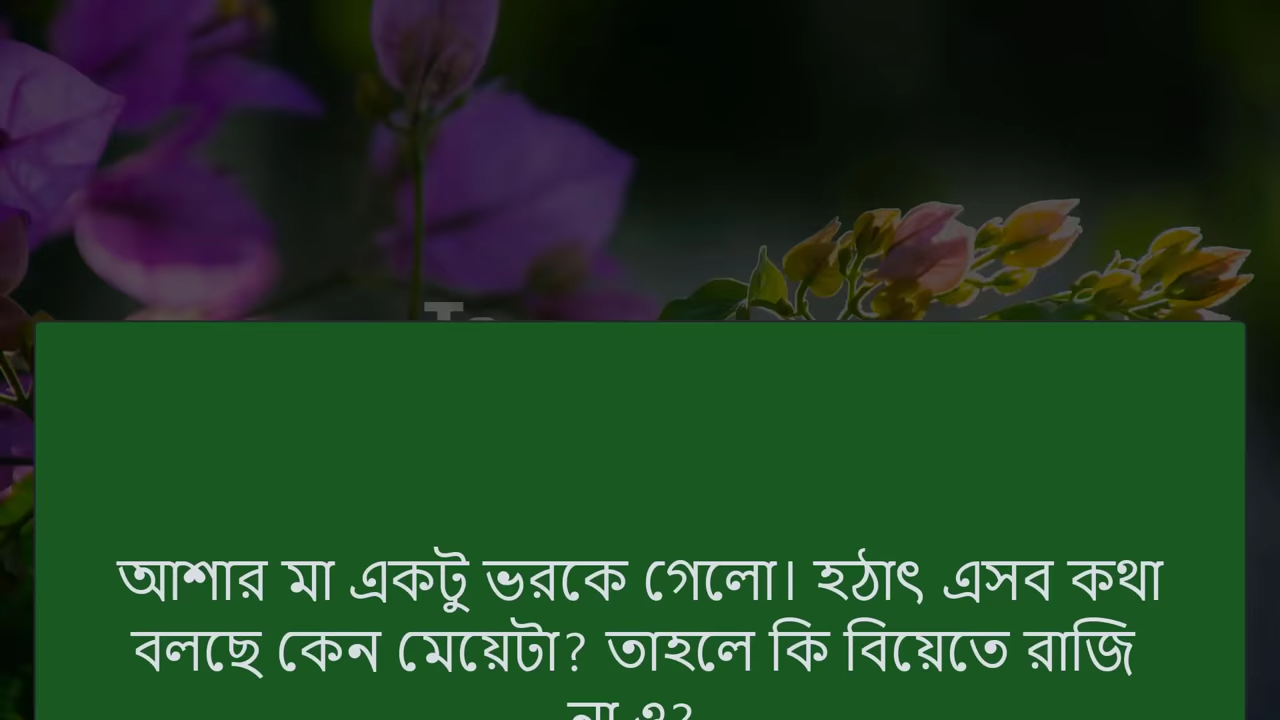 আশার মা একটু ভরকে গেলো। হঠাৎ এসব কথা
বলছে কেন মেয়েটা? তাহলে কি বিয়েতে রাজি
না ও?